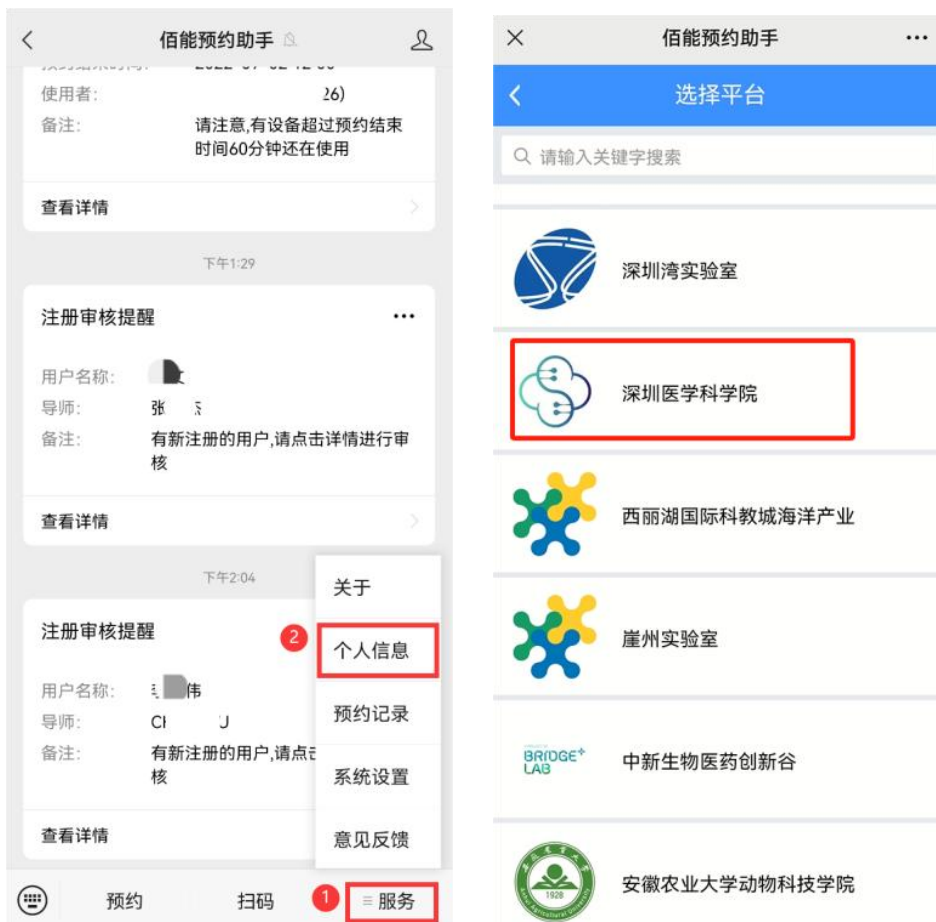 佰能预约助手
2022-07-02 12:00
使用者:
26)
备注:
请注意,有设备超过预约结束
时间60分钟还在使用
查看详情
下午1:29
注册审核提醒
用户名称:
导师:
张
备注:
有新注册的用户,请点击详情进行审
核
查看详情
下午2:04
注册审核提醒
用户名称:
伟
导师:
备注:
有新注册的用户,请点击
核
查看详情
关于
2
个人信息
预约记录
系统设置
意见反馈
预约
扫码
1
服务
佰能预约助手
选择平台
请输入关键字搜索
深圳湾实验室
深圳医学科学院
西丽湖国际科教城海洋产业
崖州实验室
BRIDGE+
LAB
中新生物医药创新谷
1928
安徽农业大学动物科技学院